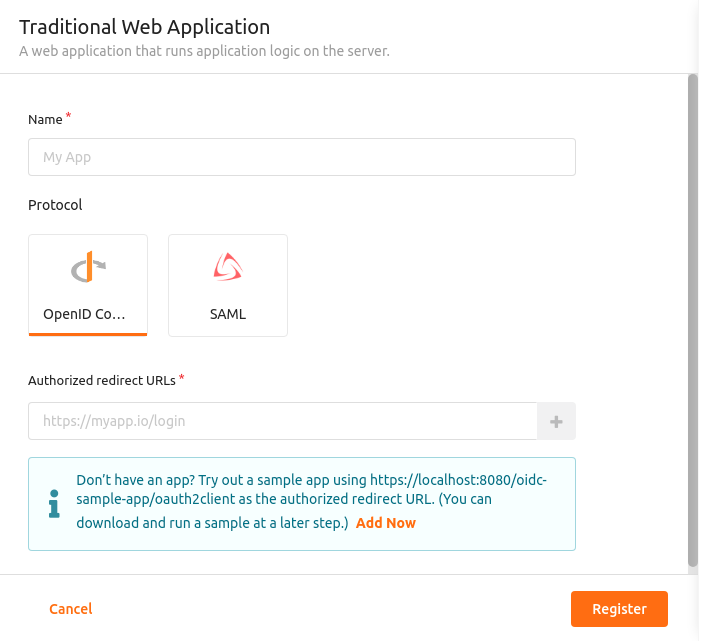 Traditional Web Application
A web application that runs application logic on the server.
Name *
My App
Protocol
OpenID Co...
SAML
Authorized redirect URLs *
https://myapp.io/login
Don’t have an app? Try out a sample app using https://localhost:8080/oidc-
sample-app/oauth2client as the authorized redirect URL. (You can
download and run a sample at a later step.) Add Now
Cancel
Register